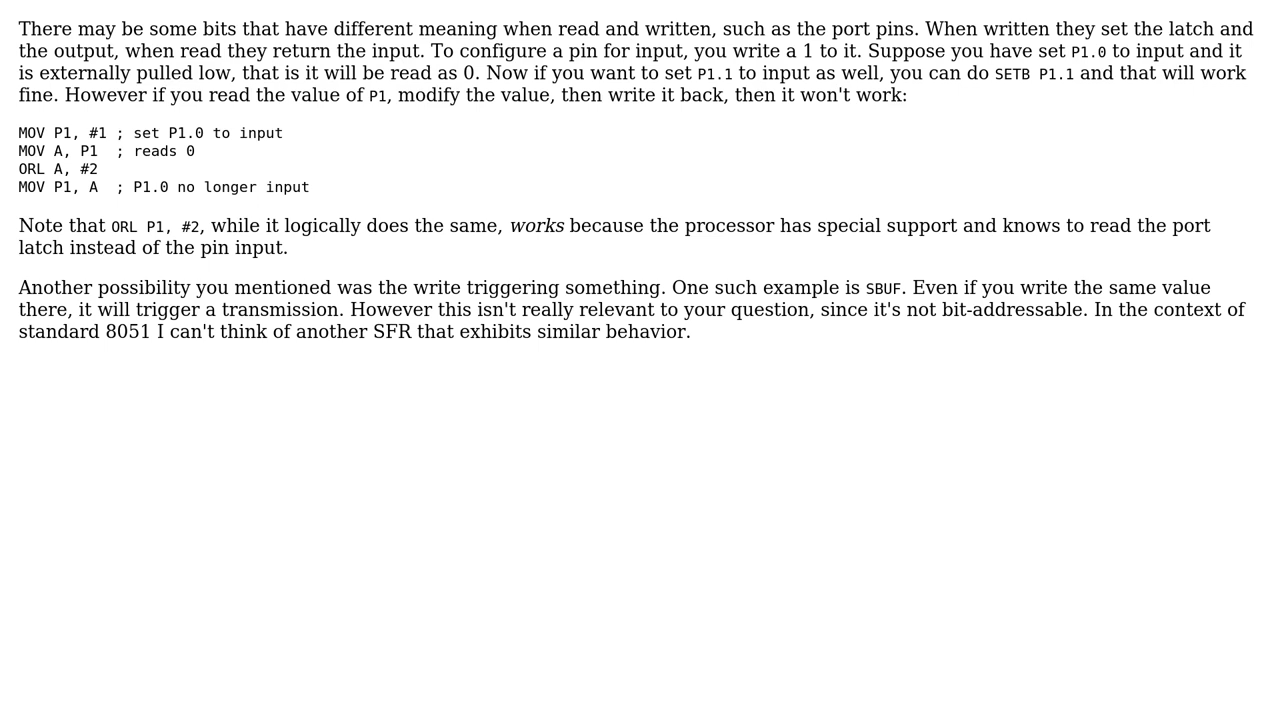 There may be some bits that have different meaning when read and written, such as the port pins. When written they set the latch and
the output, when read they return the input. To configure a pin for input, you write a 1 to it. Suppose you have set P1.0 to input and it
is externally pulled low, that is it will be read as 0. Now if you want to set P1.1 to input as well, you can do SETB P1.1 and that will work
fine. However if you read the value of P1, modify the value, then write it back, then it won't work:
MOV P1, #1 ; set P1.0 to input
MOV A, P1  ; reads 0
ORL A, #2
MOV P1, A  ; P1.0 no longer input
Note that ORL P1, #2, while it logically does the same, works because the processor has special support and knows to read the port
latch instead of the pin input.
Another possibility you mentioned was the write triggering something. One such example is SBUF. Even if you write the same value
there, it will trigger a transmission. However this isn't really relevant to your question, since it's not bit-addressable. In the context of
standard 8051 I can't think of another SFR that exhibits similar behavior.